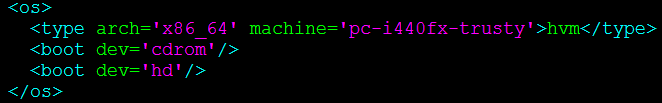 <os>
<type arch='x86_64' machine='pc-i440fx-trusty'>hvm</type>
<boot dev='cdrom'/>
<boot dev='hd'/>
</os>